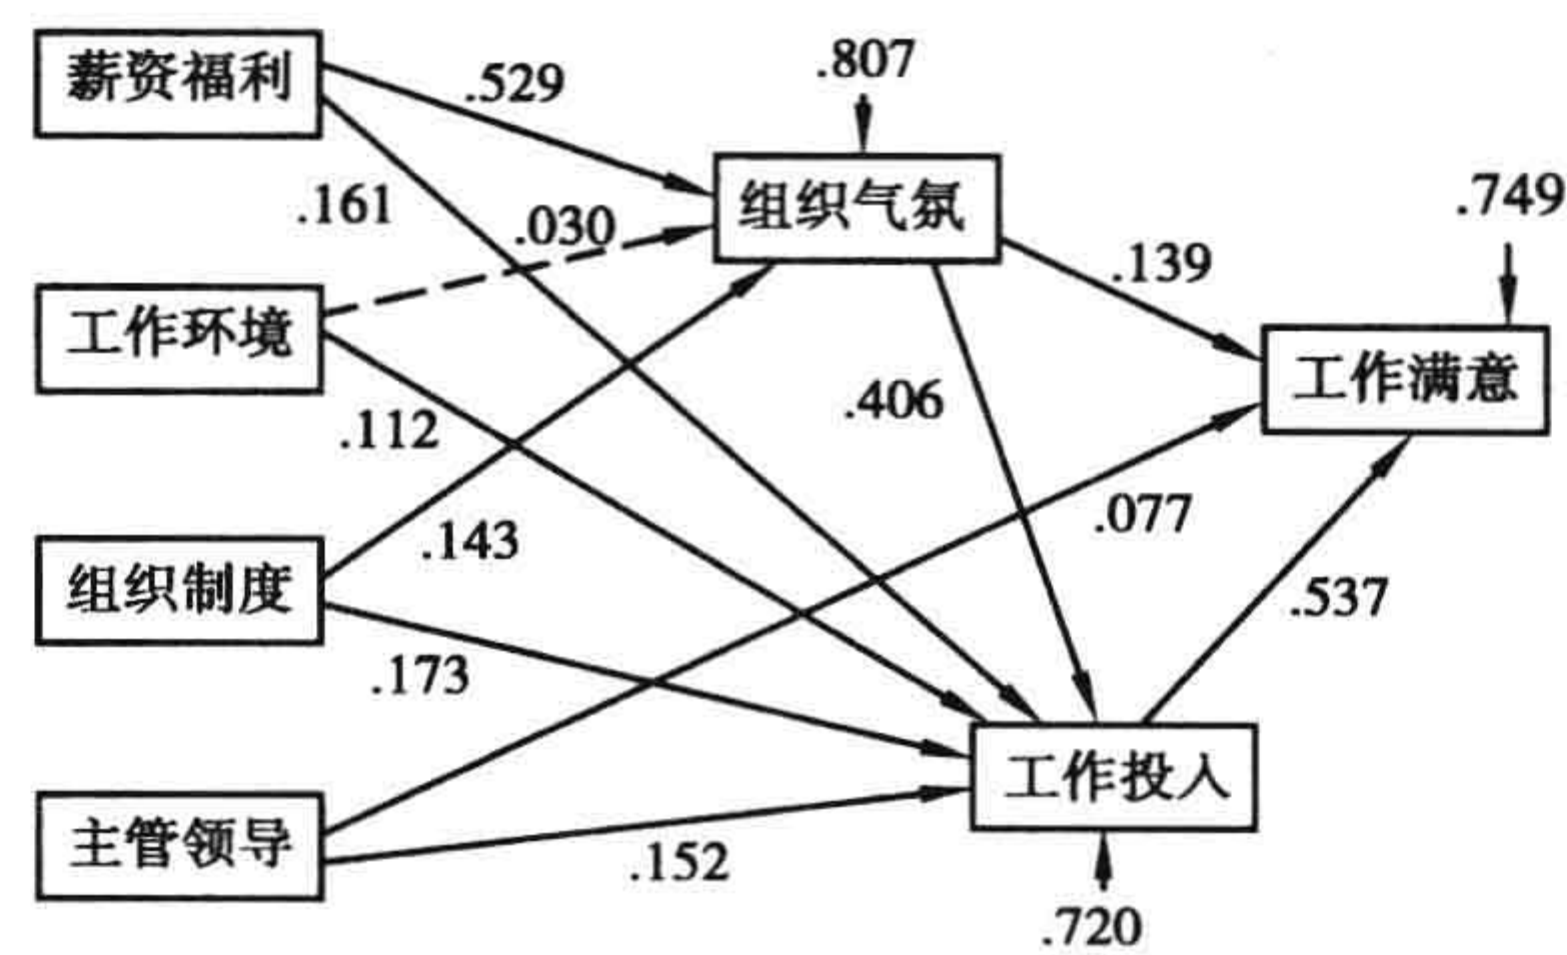 薪资福利
.529
.807
.161
.030
组织气氛
.749
工作环境
.139
.112
.406
工作满意
.143
.077
组织制度
.537
.173
工作投入
主管领导
.152
.720